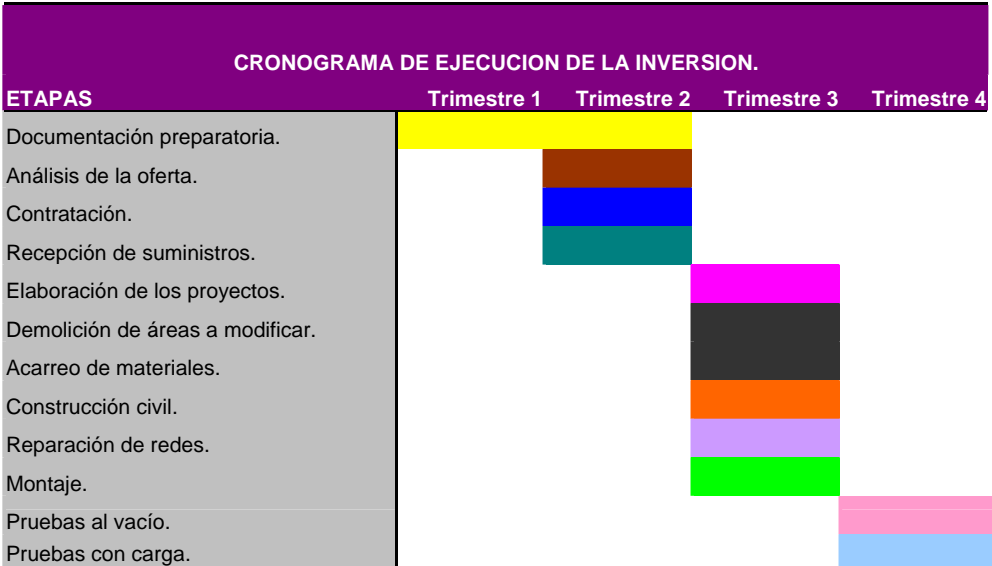 CRONOGRAMA DE EJECUCION DE LA INVERSION.
ETAPAS Trimestre 1 Trimestre 2 Trimestre 3 Trimestre 4
Documentación preparatoria.
Análisis de la oferta.
Contratación.
Recepción de suministros.
Elaboración de los proyectos.
Demolición de áreas a modificar.
Acarreo de materiales.
Construcción civil.
Reparación de redes.
Montaje.
Pruebas al vacío.
Pruebas con carga.